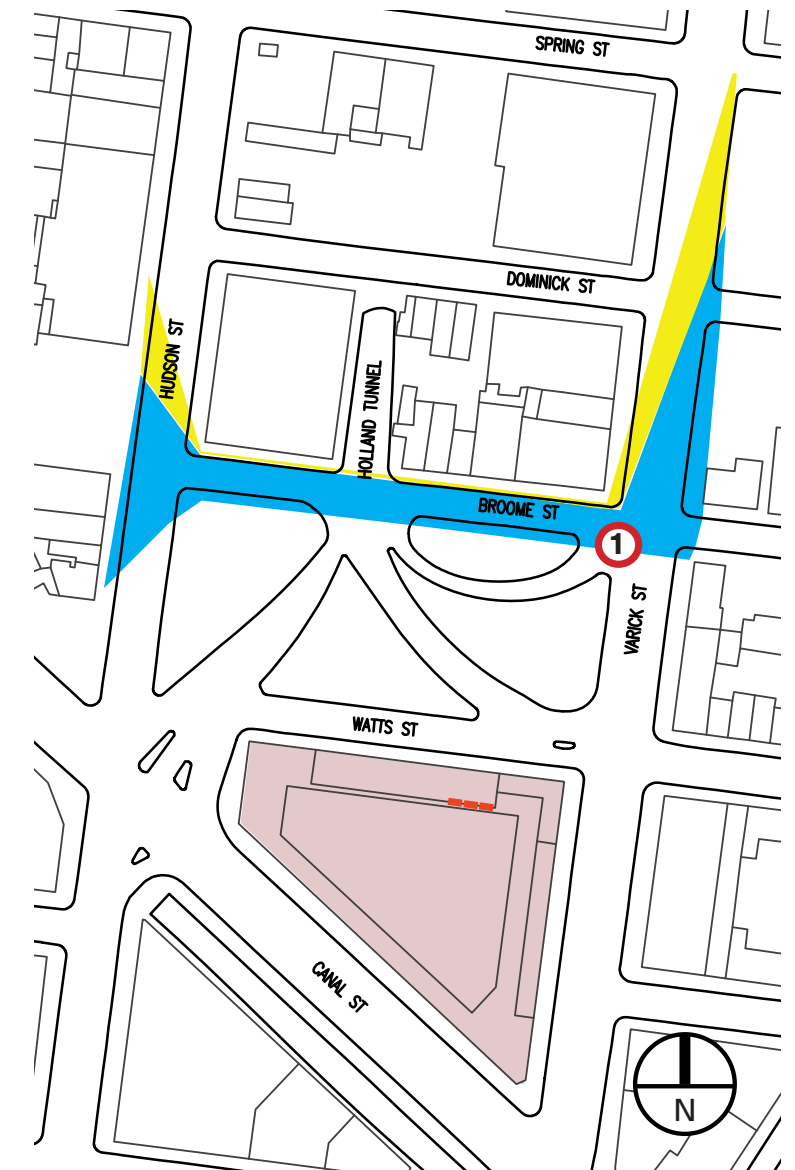 SPRING ST
DOMINICK ST
HUDSON ST
HOLLAND TUNNEL
BROOME ST
1
VARICK ST
WATTS ST
CANAL ST
N